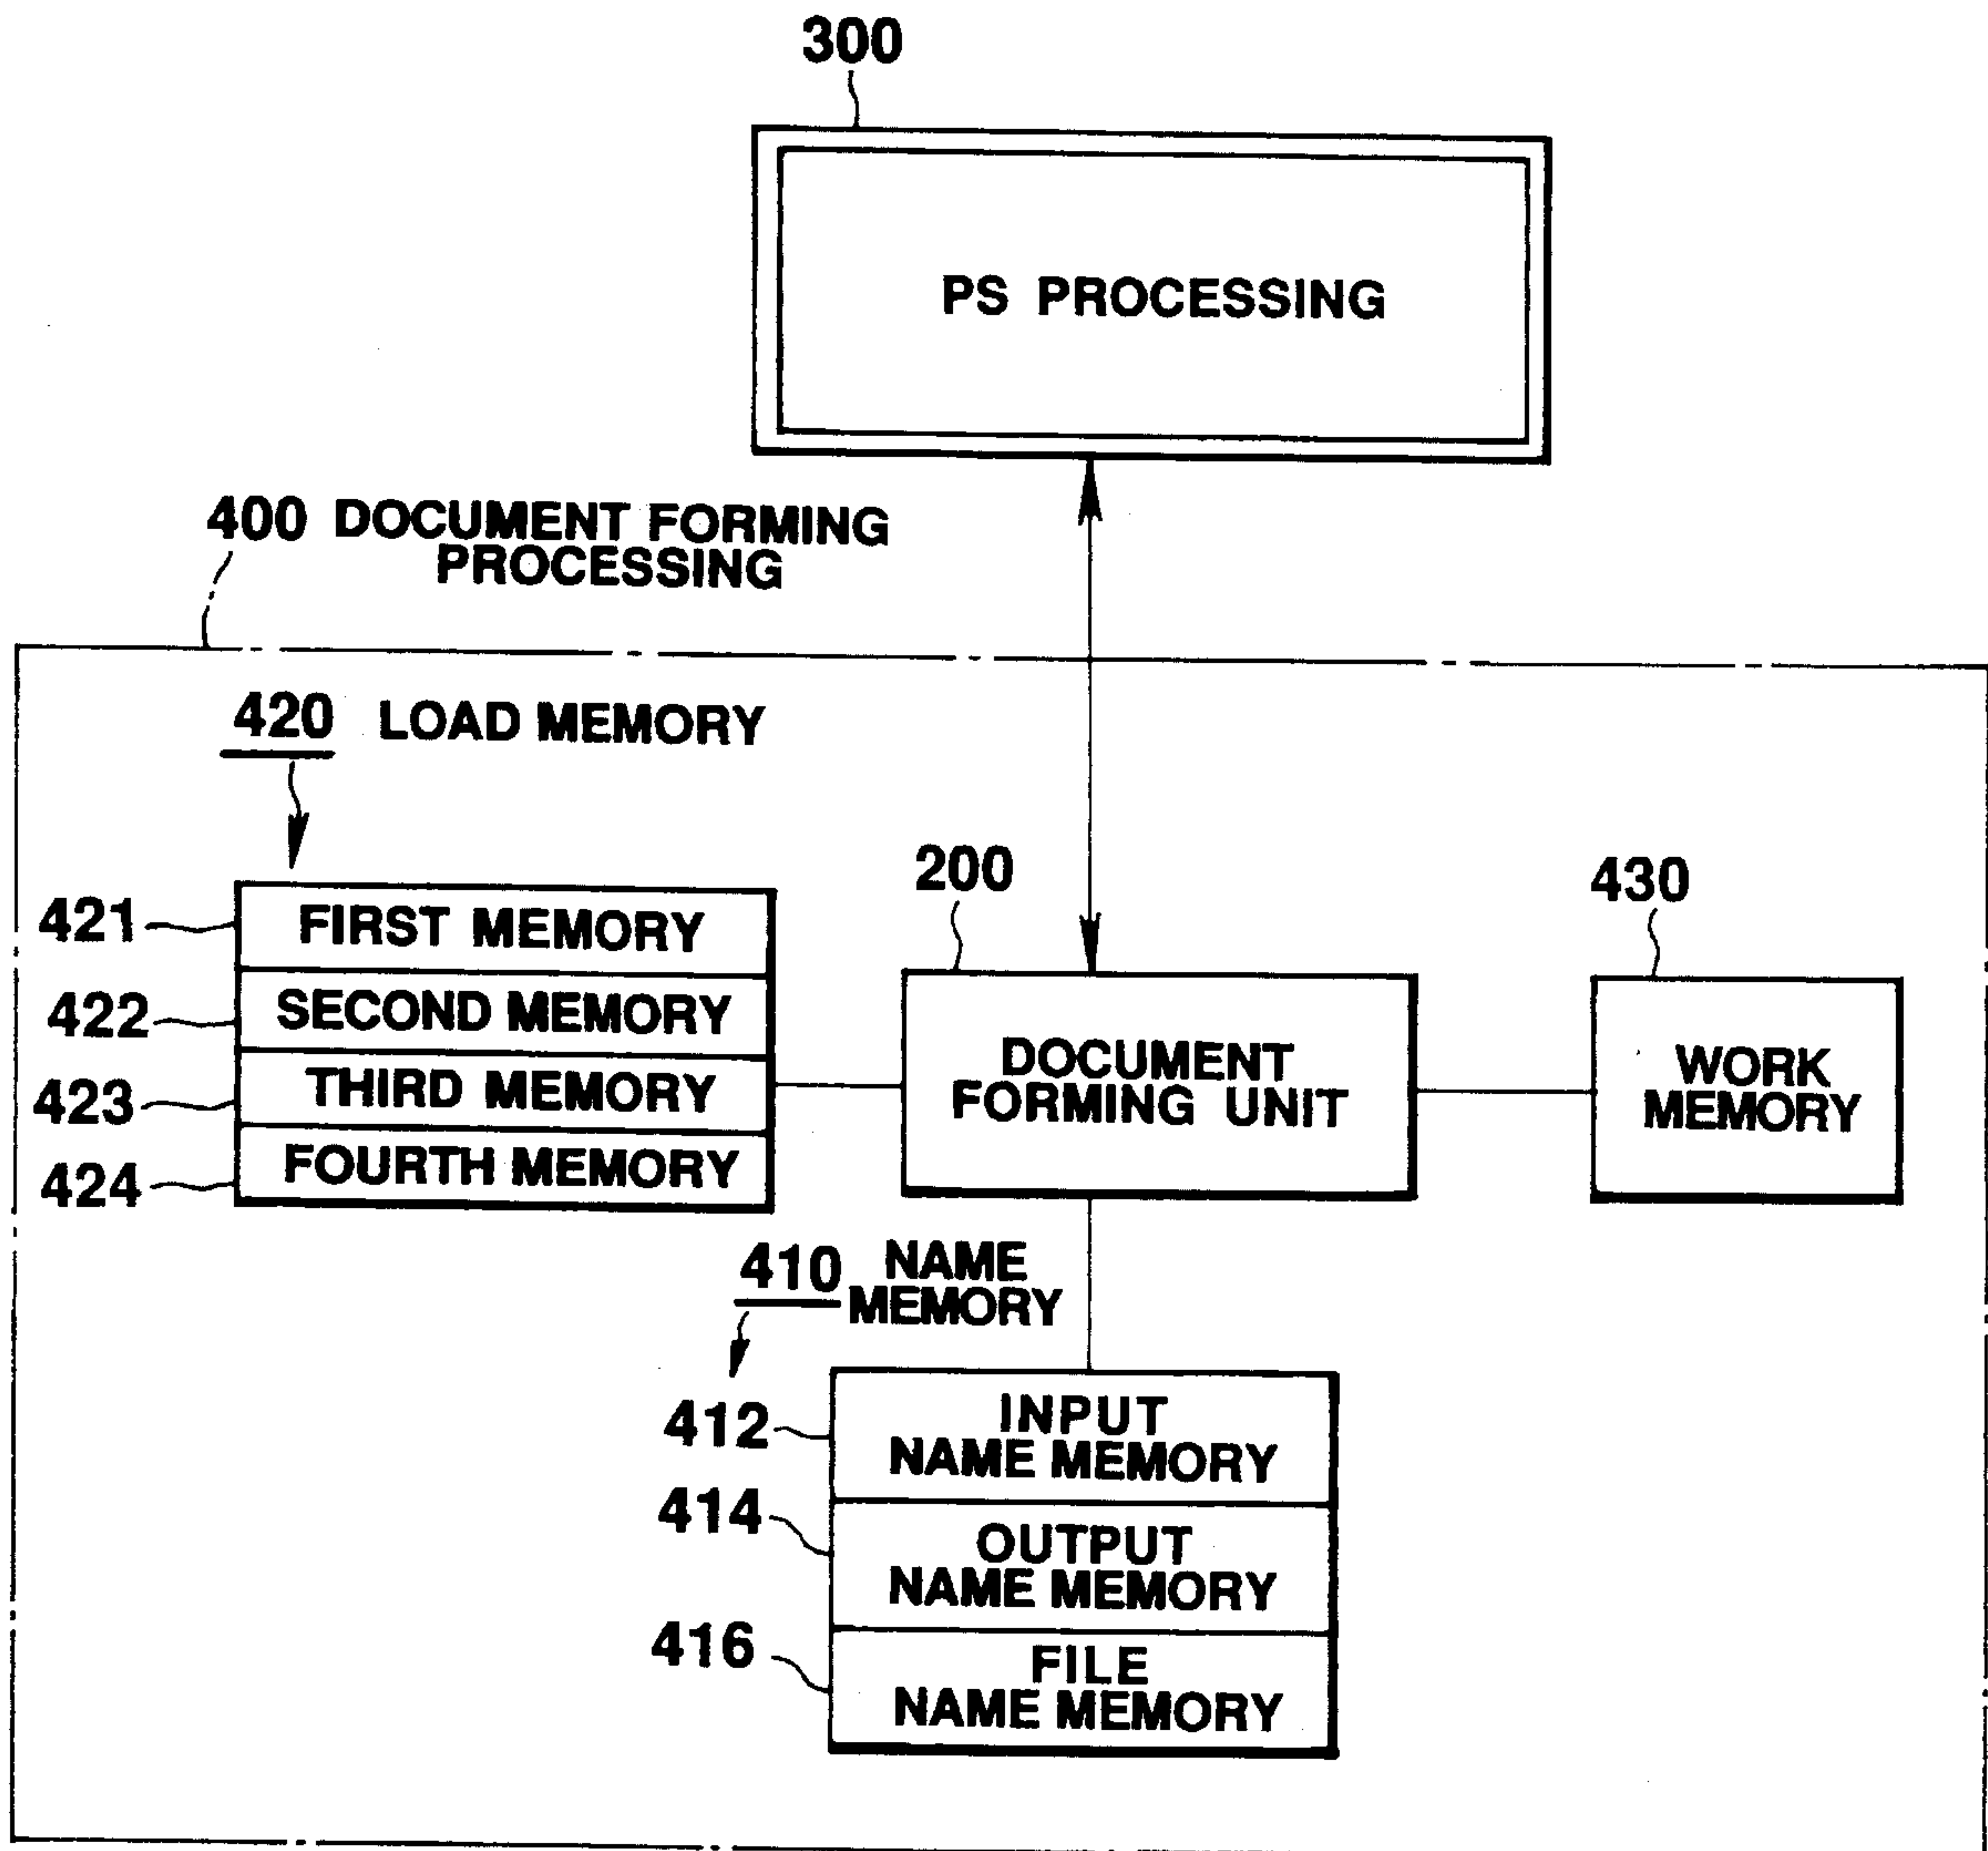 300
PS PROCESSING
400 DOCUMENT FORMING
PROCESSING
420 LOAD MEMORY
421 FIRST MEMORY
422 SECOND MEMORY
423 THIRD MEMORY
424 FOURTH MEMORY
200
DOCUMENT
FORMING UNIT
430
WORK
MEMORY
410 NAME
MEMORY
412 INPUT
NAME MEMORY
414 OUTPUT
NAME MEMORY
416 FILE
NAME MEMORY